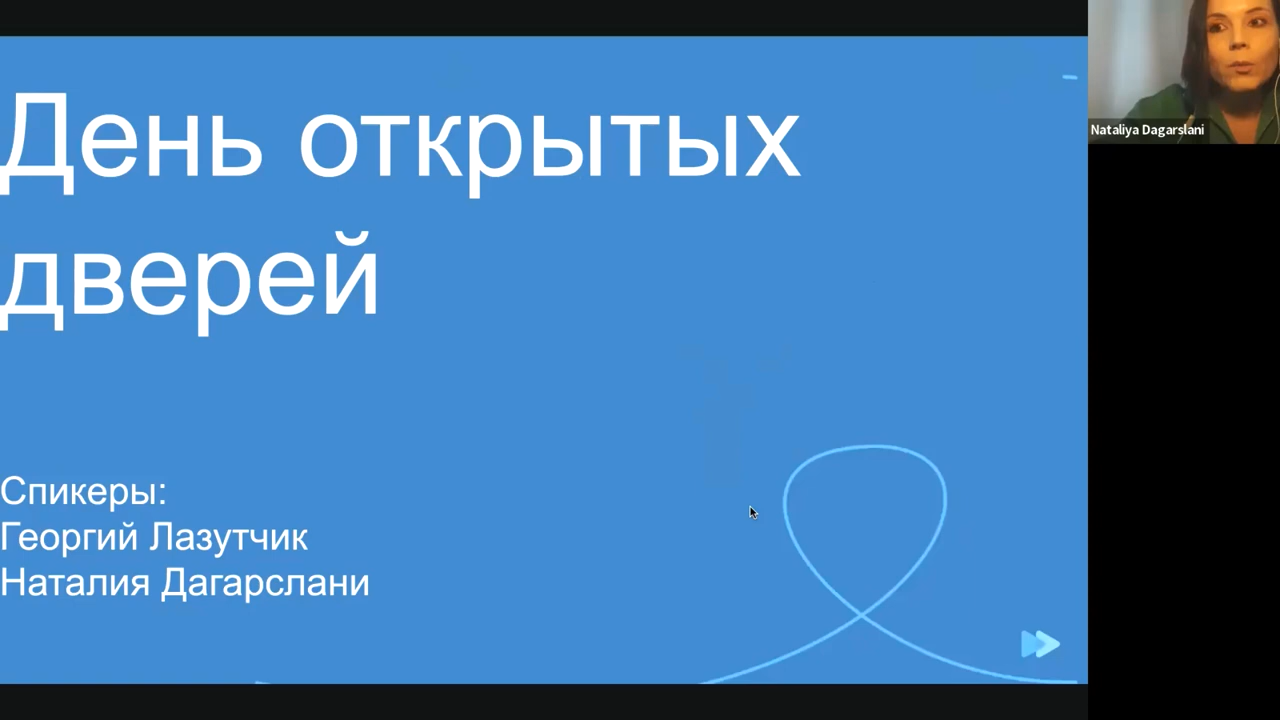 День открытых
дверей
Спикеры:
Георгий Лазутчик
Наталия Дагарслани
Nataliya Dagarslani